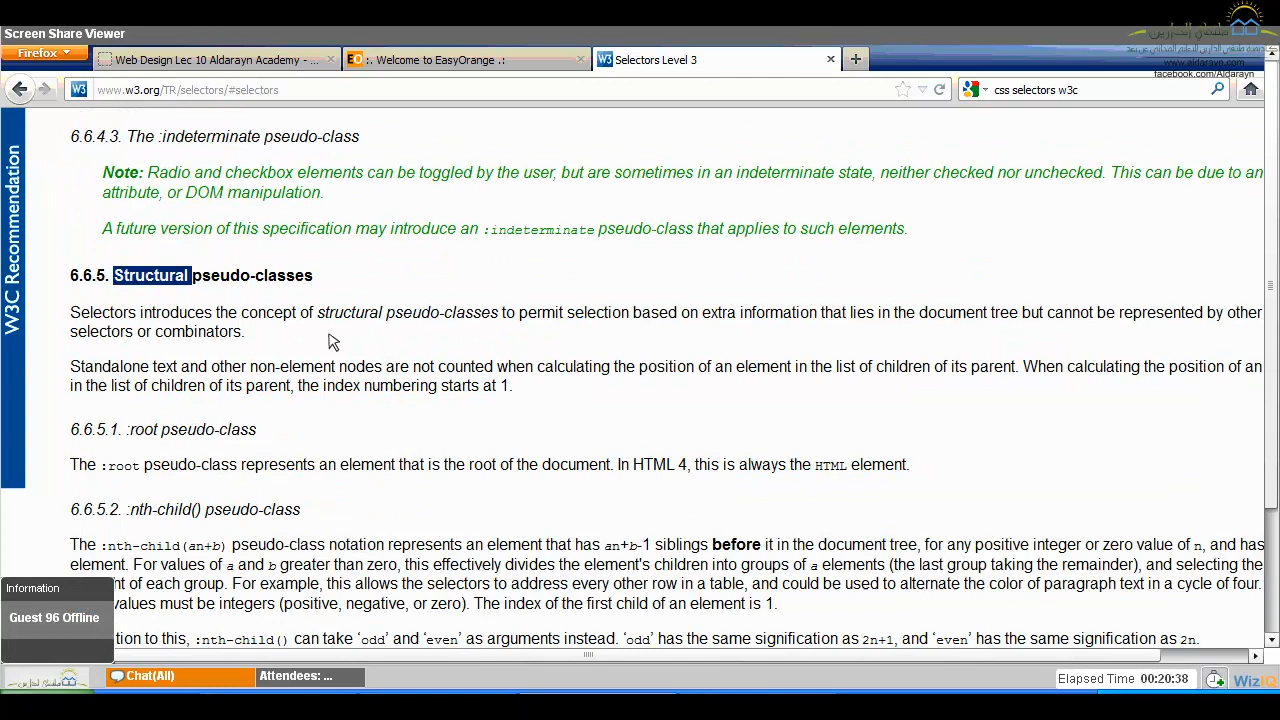 Screen Share Viewer
Firefox
Web Design Lec 10 Aldarayn Academy - ...
EO :. Welcome to EasyOrange .:
W3 Selectors Level 3
www.aldarayn.com
facebook.com/Aldarayn
W3 www.w3.org/TR/selectors/#selectors
css selectors w3c
W3C Recommendation
6.6.4.3. The :indeterminate pseudo-class
Note: Radio and checkbox elements can be toggled by the user, but are sometimes in an indeterminate state, neither checked nor unchecked. This can be due to an
attribute, or DOM manipulation.
A future version of this specification may introduce an :indeterminate pseudo-class that applies to such elements.
6.6.5. Structural pseudo-classes
Selectors introduces the concept of structural pseudo-classes to permit selection based on extra information that lies in the document tree but cannot be represented by other
selectors or combinators.
Standalone text and other non-element nodes are not counted when calculating the position of an element in the list of children of its parent. When calculating the position of an
in the list of children of its parent, the index numbering starts at 1.
6.6.5.1. :root pseudo-class
The :root pseudo-class represents an element that is the root of the document. In HTML 4, this is always the HTML element.
6.6.5.2. :nth-child() pseudo-class
The :nth-child(an+b) pseudo-class notation represents an element that has an+b-1 siblings before it in the document tree, for any positive integer or zero value of n, and has
element. For values of a and b greater than zero, this effectively divides the element's children into groups of a elements (the last group taking the remainder), and selecting the
nt of each group. For example, this allows the selectors to address every other row in a table, and could be used to alternate the color of paragraph text in a cycle of four.
values must be integers (positive, negative, or zero). The index of the first child of an element is 1.
tion to this, :nth-child() can take ‘odd’ and ‘even’ as arguments instead. ‘odd’ has the same signification as 2n+1, and ‘even’ has the same signification as 2n.
Information
Guest 96 Offline
Chat(All)
Attendees: ...
Elapsed Time 00:20:38
WizIQ